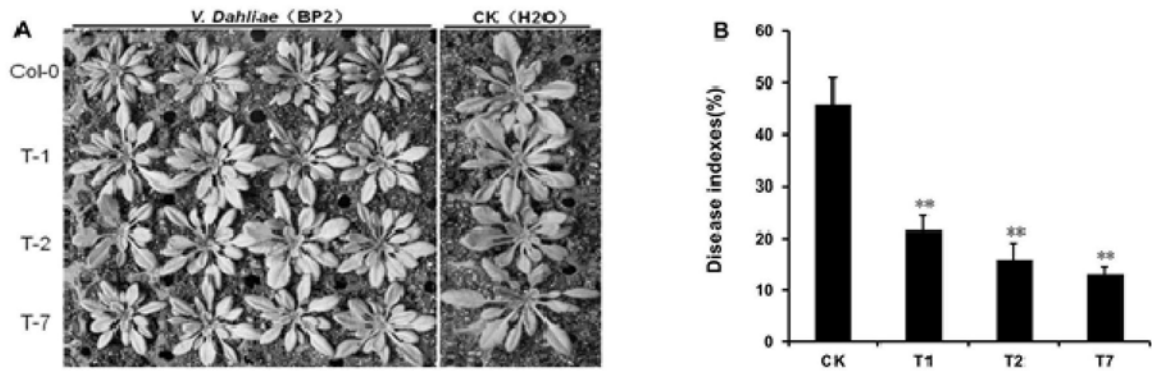 V. Dahliae (BP2) CK (H2O)
A
Col-0
T-1
T-2
T-7
B
60
50
40
30
20
10
0
Disease indexes(%)
**
**
**
CK T1 T2 T7